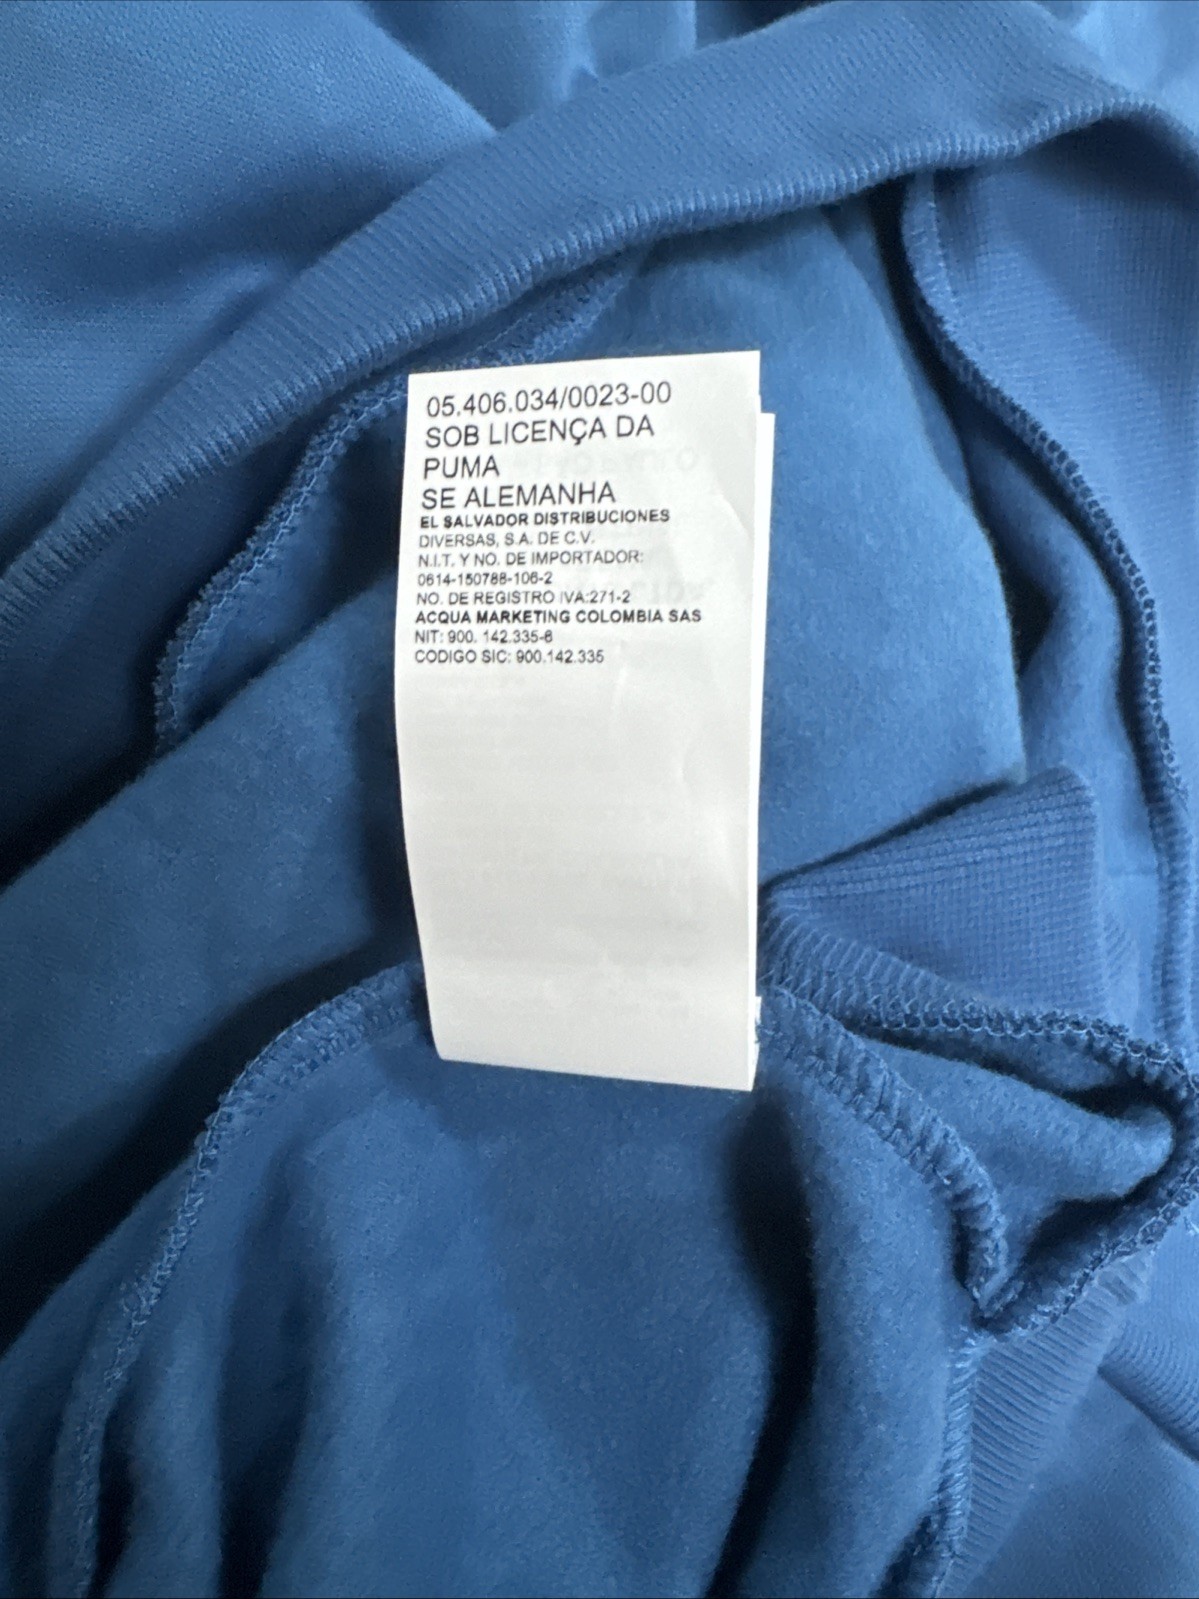 05.406.034/0023-00
SOB LICENÇA DA
PUMA
SE ALEMANHA
EL SALVADOR DISTRIBUCIONES
DIVERSAS, S.A. DE C.V.
N.I.T. Y NO. DE IMPORTADOR:
0614-150788-106-2
NO. DE REGISTRO IVA:271-2
ACQUA MARKETING COLOMBIA SAS
NIT: 900. 142.335-8
CODIGO SIC: 900.142.335